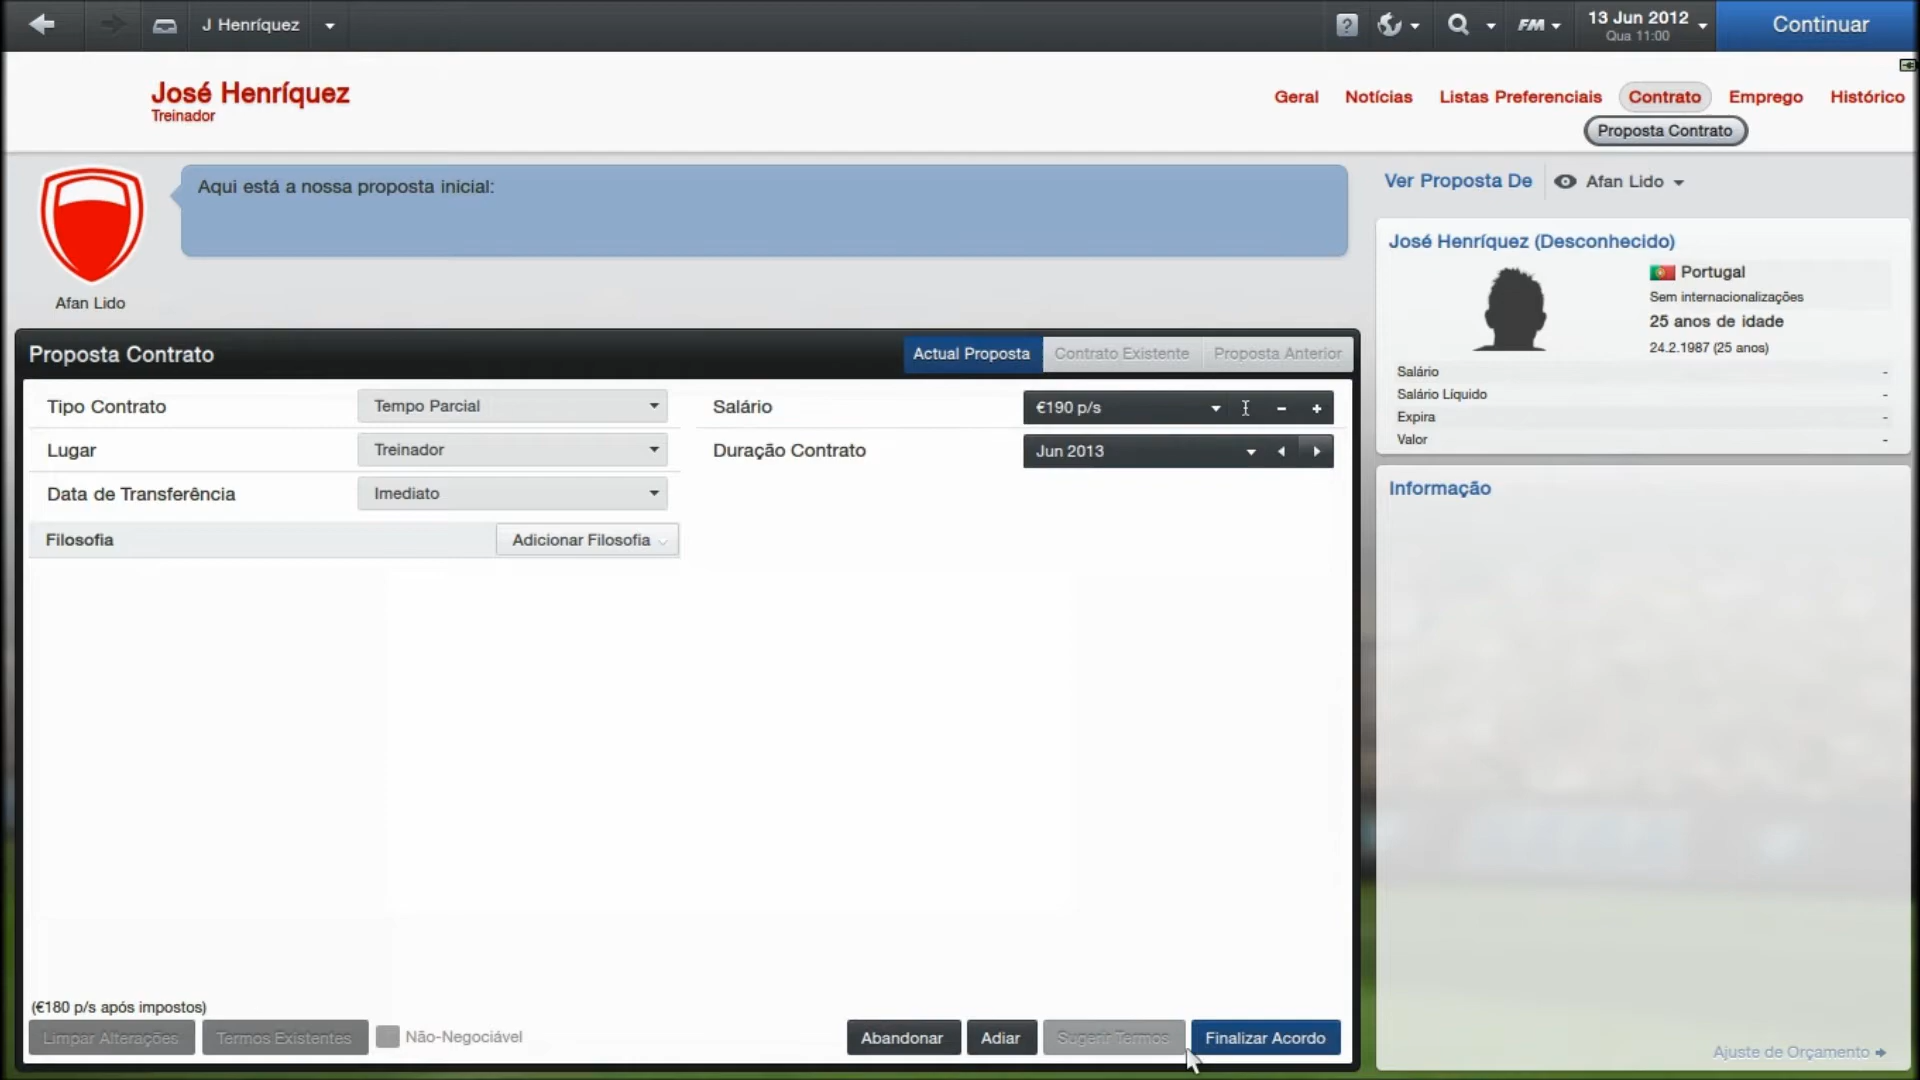 J Henríquez
FM
13 Jun 2012
Qua 11:00
Continuar
José Henríquez
Treinador
Geral
Notícias
Listas Preferenciais
Contrato
Emprego
Histórico
Proposta Contrato
Aqui está a nossa proposta inicial:
Afan Lido
Ver Proposta De
Afan Lido
José Henríquez (Desconhecido)
Portugal
Sem internacionalizações
25 anos de idade
24.2.1987 (25 anos)
Salário -
Salário Líquido -
Expira -
Valor -
Informação
Ajuste de Orçamento
Proposta Contrato
Actual Proposta
Contrato Existente
Proposta Anterior
Tipo Contrato
Tempo Parcial
Salário
€190 p/s
Lugar
Treinador
Duração Contrato
Jun 2013
Data de Transferência
Imediato
Filosofia
Adicionar Filosofia
(€180 p/s após impostos)
Limpar Alterações
Termos Existentes
Não-Negociável
Abandonar
Adiar
Sugerir Termos
Finalizar Acordo